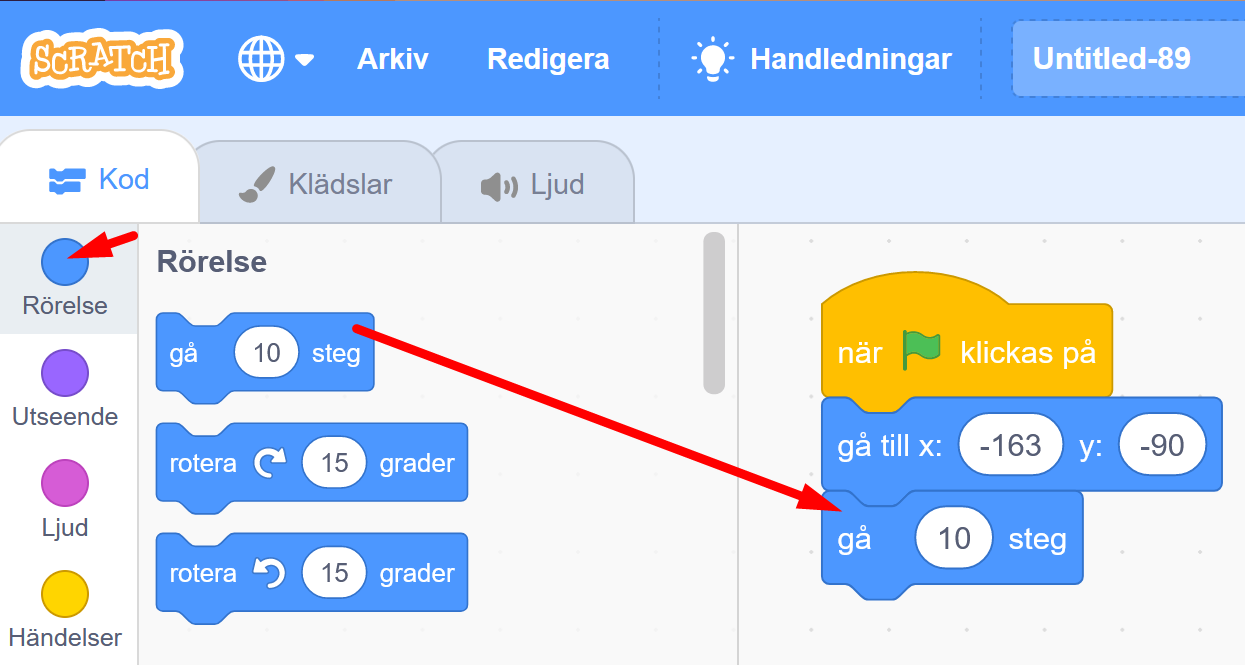 SCRATCH
Arkiv
Redigera
Handledningar
Untitled-89
Kod
Klädslar
Ljud
Rörelse
Utseende
Ljud
Händelser
Rörelse
gå 10 steg
rotera 15 grader
rotera 15 grader
när klickas på
gå till x: -163 y: -90
gå 10 steg